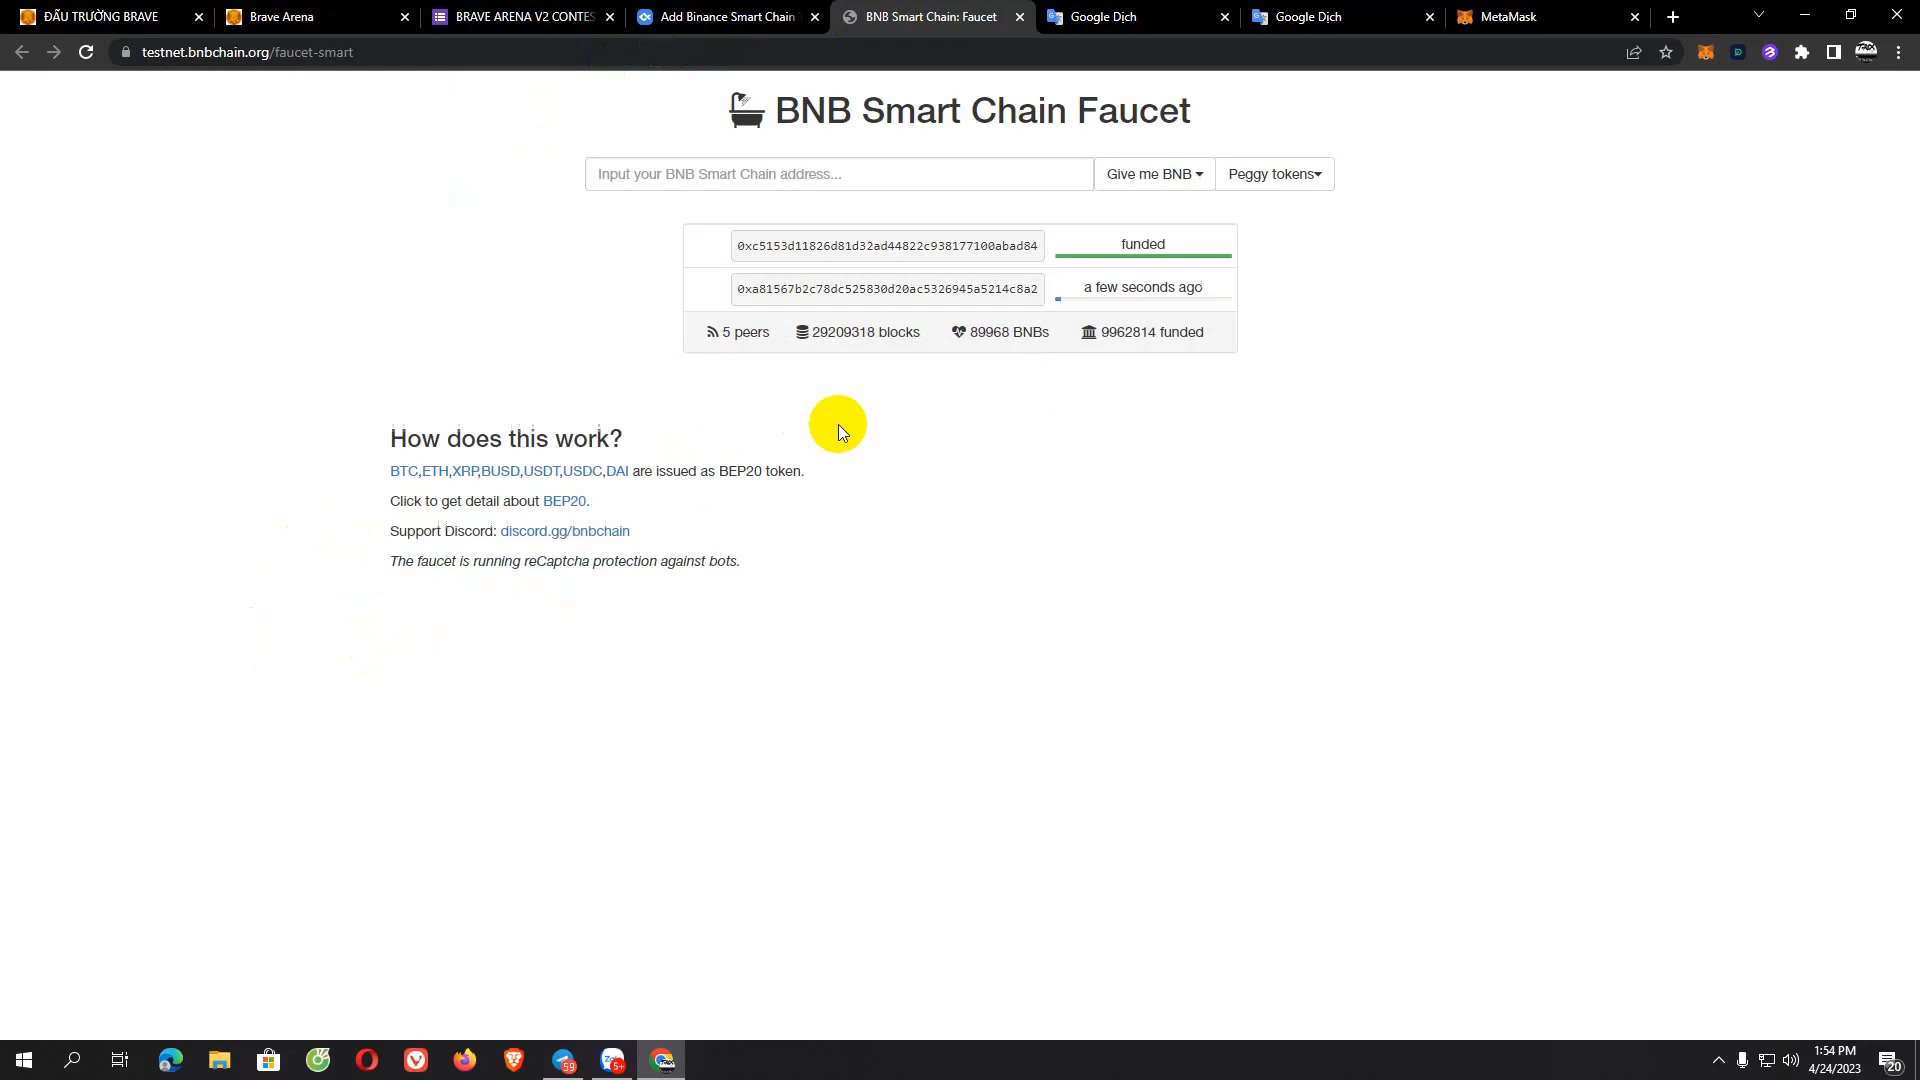 ĐẤU TRƯỜNG BRAVE
Brave Arena
BRAVE ARENA V2 CONTES
Add Binance Smart Chain
BNB Smart Chain: Faucet
Google Dịch
Google Dịch
MetaMask
testnet.bnbchain.org/faucet-smart
BNB Smart Chain Faucet
Input your BNB Smart Chain address...
Give me BNB
Peggy tokens
0xc5153d11826d81d32ad44822c938177100abad84
funded
0xa81567b2c78dc525830d20ac5326945a5214c8a2
a few seconds ago
5 peers
29209318 blocks
89968 BNBs
9962814 funded
How does this work?
BTC,ETH,XRP,BUSD,USDT,USDC,DAI are issued as BEP20 token.
Click to get detail about BEP20.
Support Discord: discord.gg/bnbchain
The faucet is running reCaptcha protection against bots.
59
5+
1:54 PM
4/24/2023
20